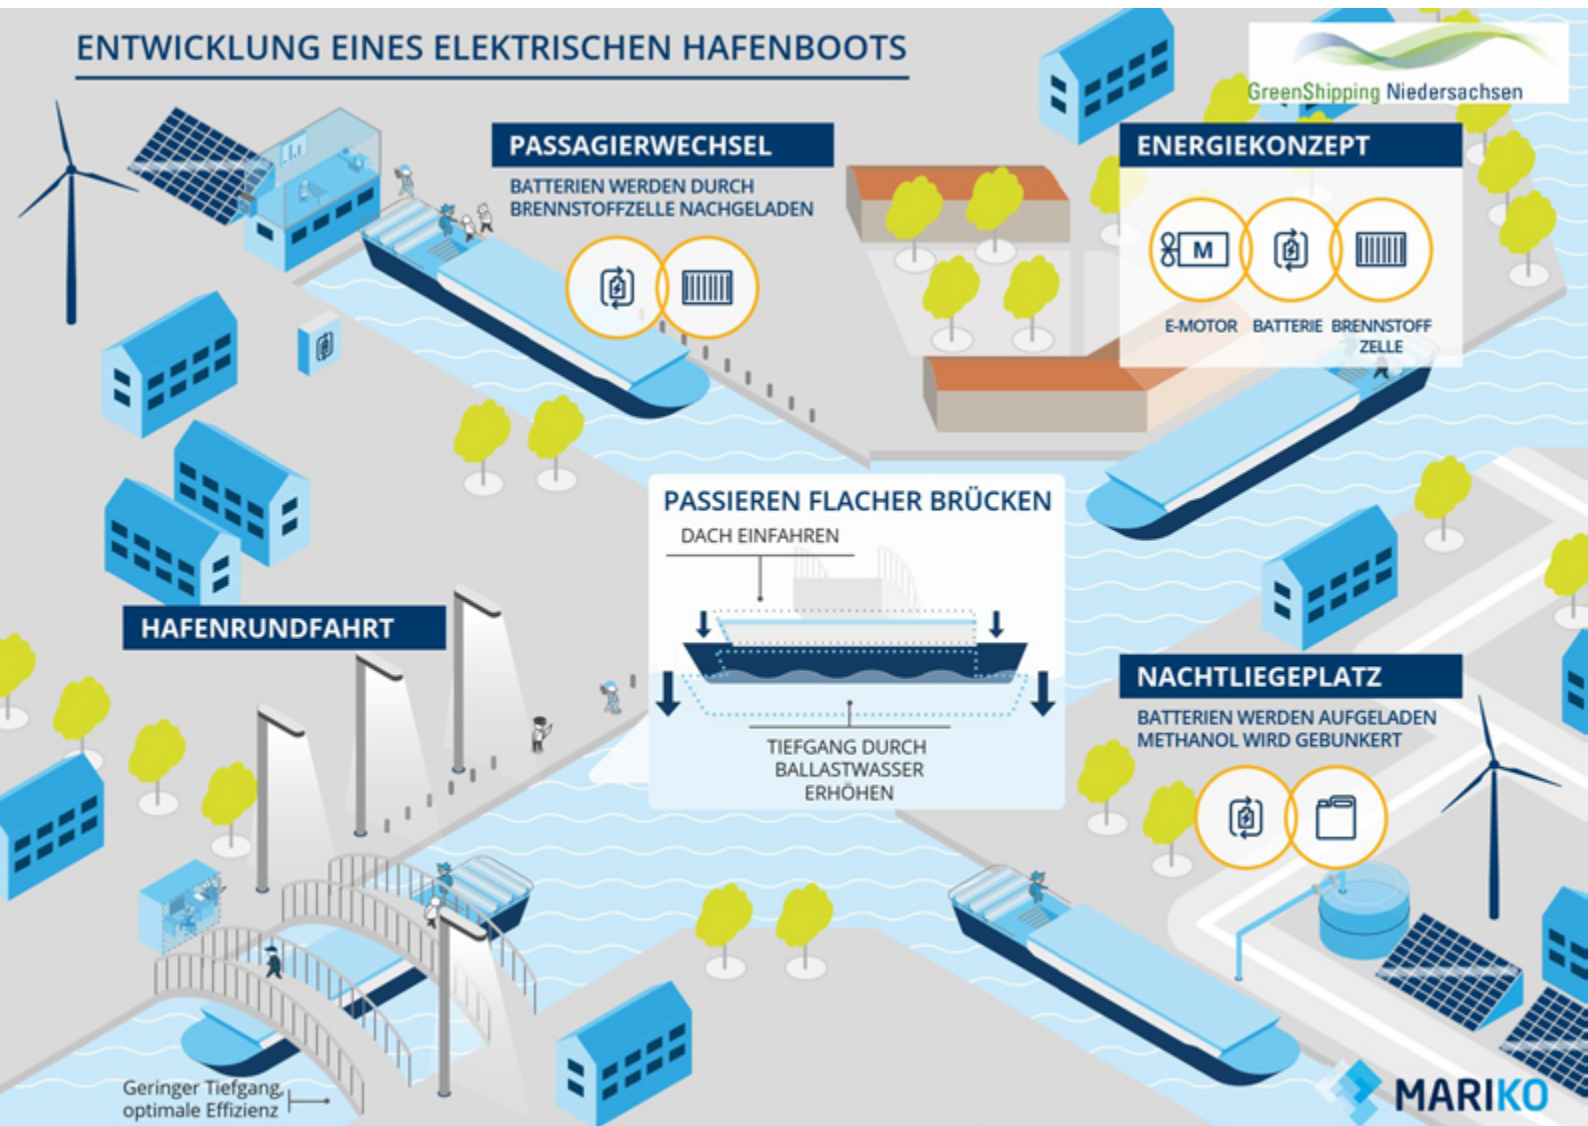 ENTWICKLUNG EINES ELEKTRISCHEN HAFENBOOTS
GreenShipping Niedersachsen
PASSAGIERWECHSEL
BATTERIEN WERDEN DURCH
BRENNSTOFFZELLE NACHGELADEN
ENERGIEKONZEPT
M
E-MOTOR BATTERIE BRENNSTOFF
ZELLE
PASSIEREN FLACHER BRÜCKEN
DACH EINFAHREN
TIEFGANG DURCH
BALLASTWASSER
ERHÖHEN
HAFENRUNDFAHRT
NACHTLIEGEPLATZ
BATTERIEN WERDEN AUFGELADEN
METHANOL WIRD GEBUNKERT
Geringer Tiefgang,
optimale Effizienz
MARIKO